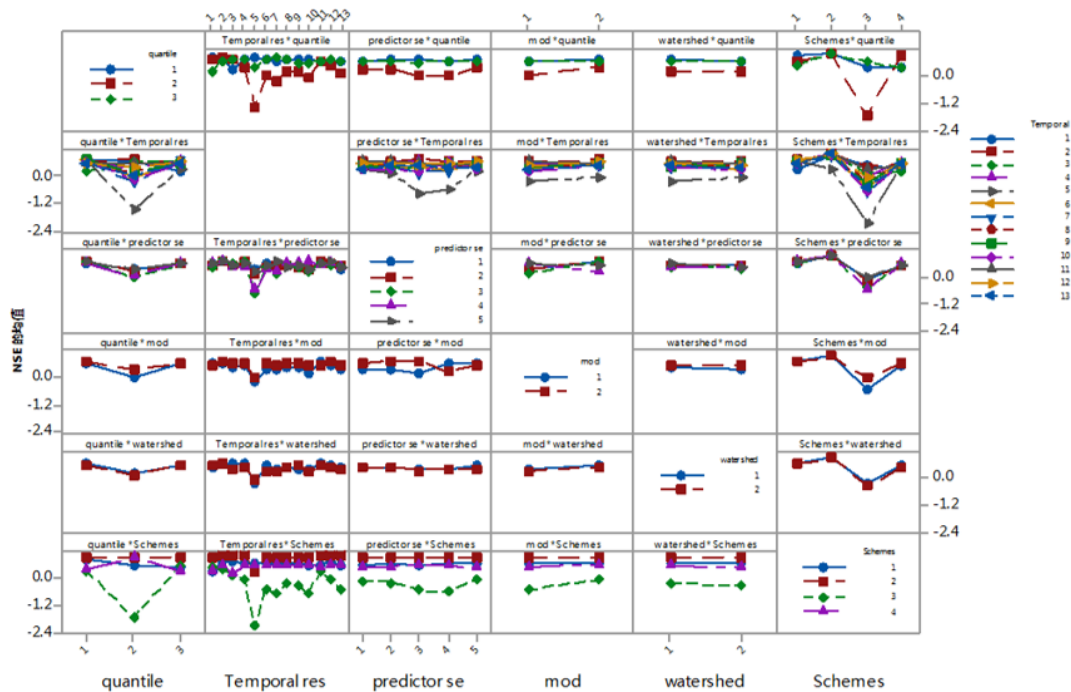 1 2 3 4 5 6 7 8 9 10 11 12 13
1 2
1 2 3 4
Temporal res * quantile
predictor se * quantile
mod * quantile
watershed * quantile
Schemes * quantile
quantile
1
2
3
0.0
-1.2
-2.4
quantile * Temporal res
predictor se * Temporal res
mod * Temporal res
watershed * Temporal res
Schemes * Temporal res
0.0
-1.2
-2.4
Temporal
1
2
3
4
5
6
7
8
9
10
11
12
13
quantile * predictor se
Temporal res * predictor se
predictor se
1
2
3
4
5
mod * predictor se
watershed * predictor se
Schemes * predictor se
0.0
-1.2
-2.4
NSE 的均值
quantile * mod
Temporal res * mod
predictor se * mod
mod
1
2
watershed * mod
Schemes * mod
0.0
-1.2
-2.4
quantile * watershed
Temporal res * watershed
predictor se * watershed
mod * watershed
watershed
1
2
Schemes * watershed
0.0
-1.2
-2.4
quantile * Schemes
Temporal res * Schemes
predictor se * Schemes
mod * Schemes
watershed * Schemes
Schemes
1
2
3
4
0.0
-1.2
-2.4
1 2 3
1 2 3 4 5
1 2
quantile
Temporal res
predictor se
mod
watershed
Schemes